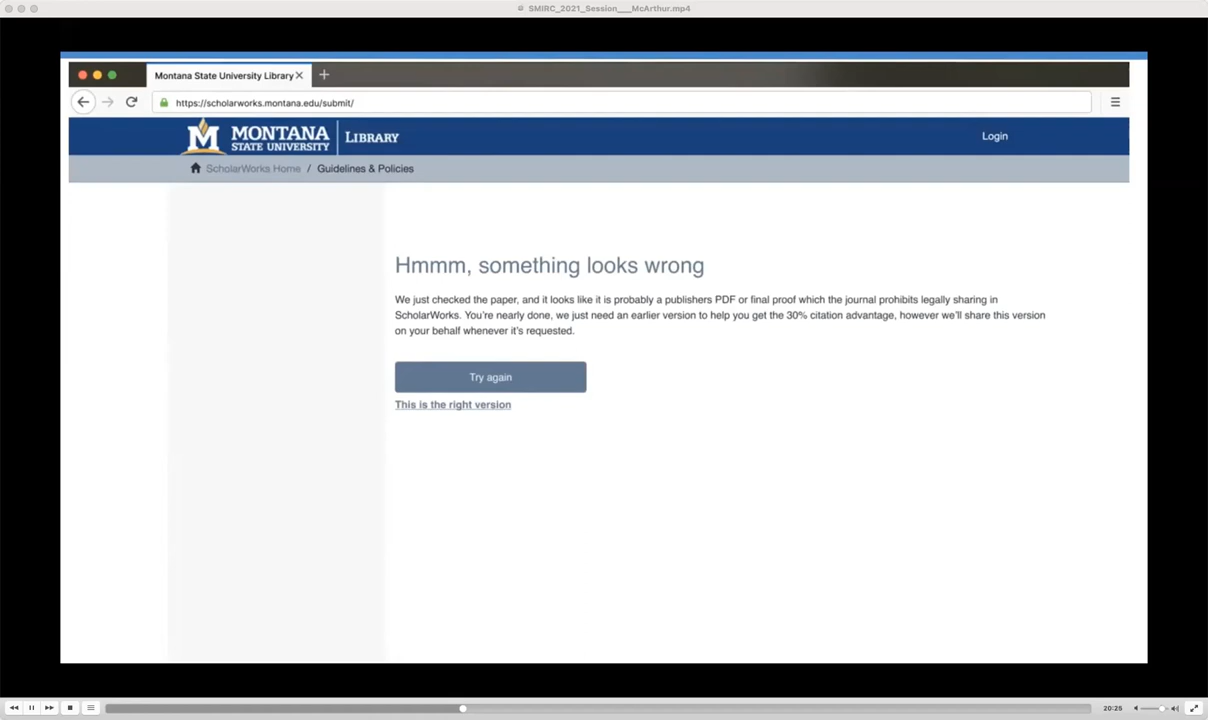 SMIRC_2021_Session___McArthur.mp4
Montana State University Library
https://scholarworks.montana.edu/submit/
M MONTANA STATE UNIVERSITY LIBRARY
Login
ScholarWorks Home / Guidelines & Policies
Hmmm, something looks wrong
We just checked the paper, and it looks like it is probably a publishers PDF or final proof which the journal prohibits legally sharing in
ScholarWorks. You're nearly done, we just need an earlier version to help you get the 30% citation advantage, however we'll share this version
on your behalf whenever it's requested.
Try again
This is the right version
20:25